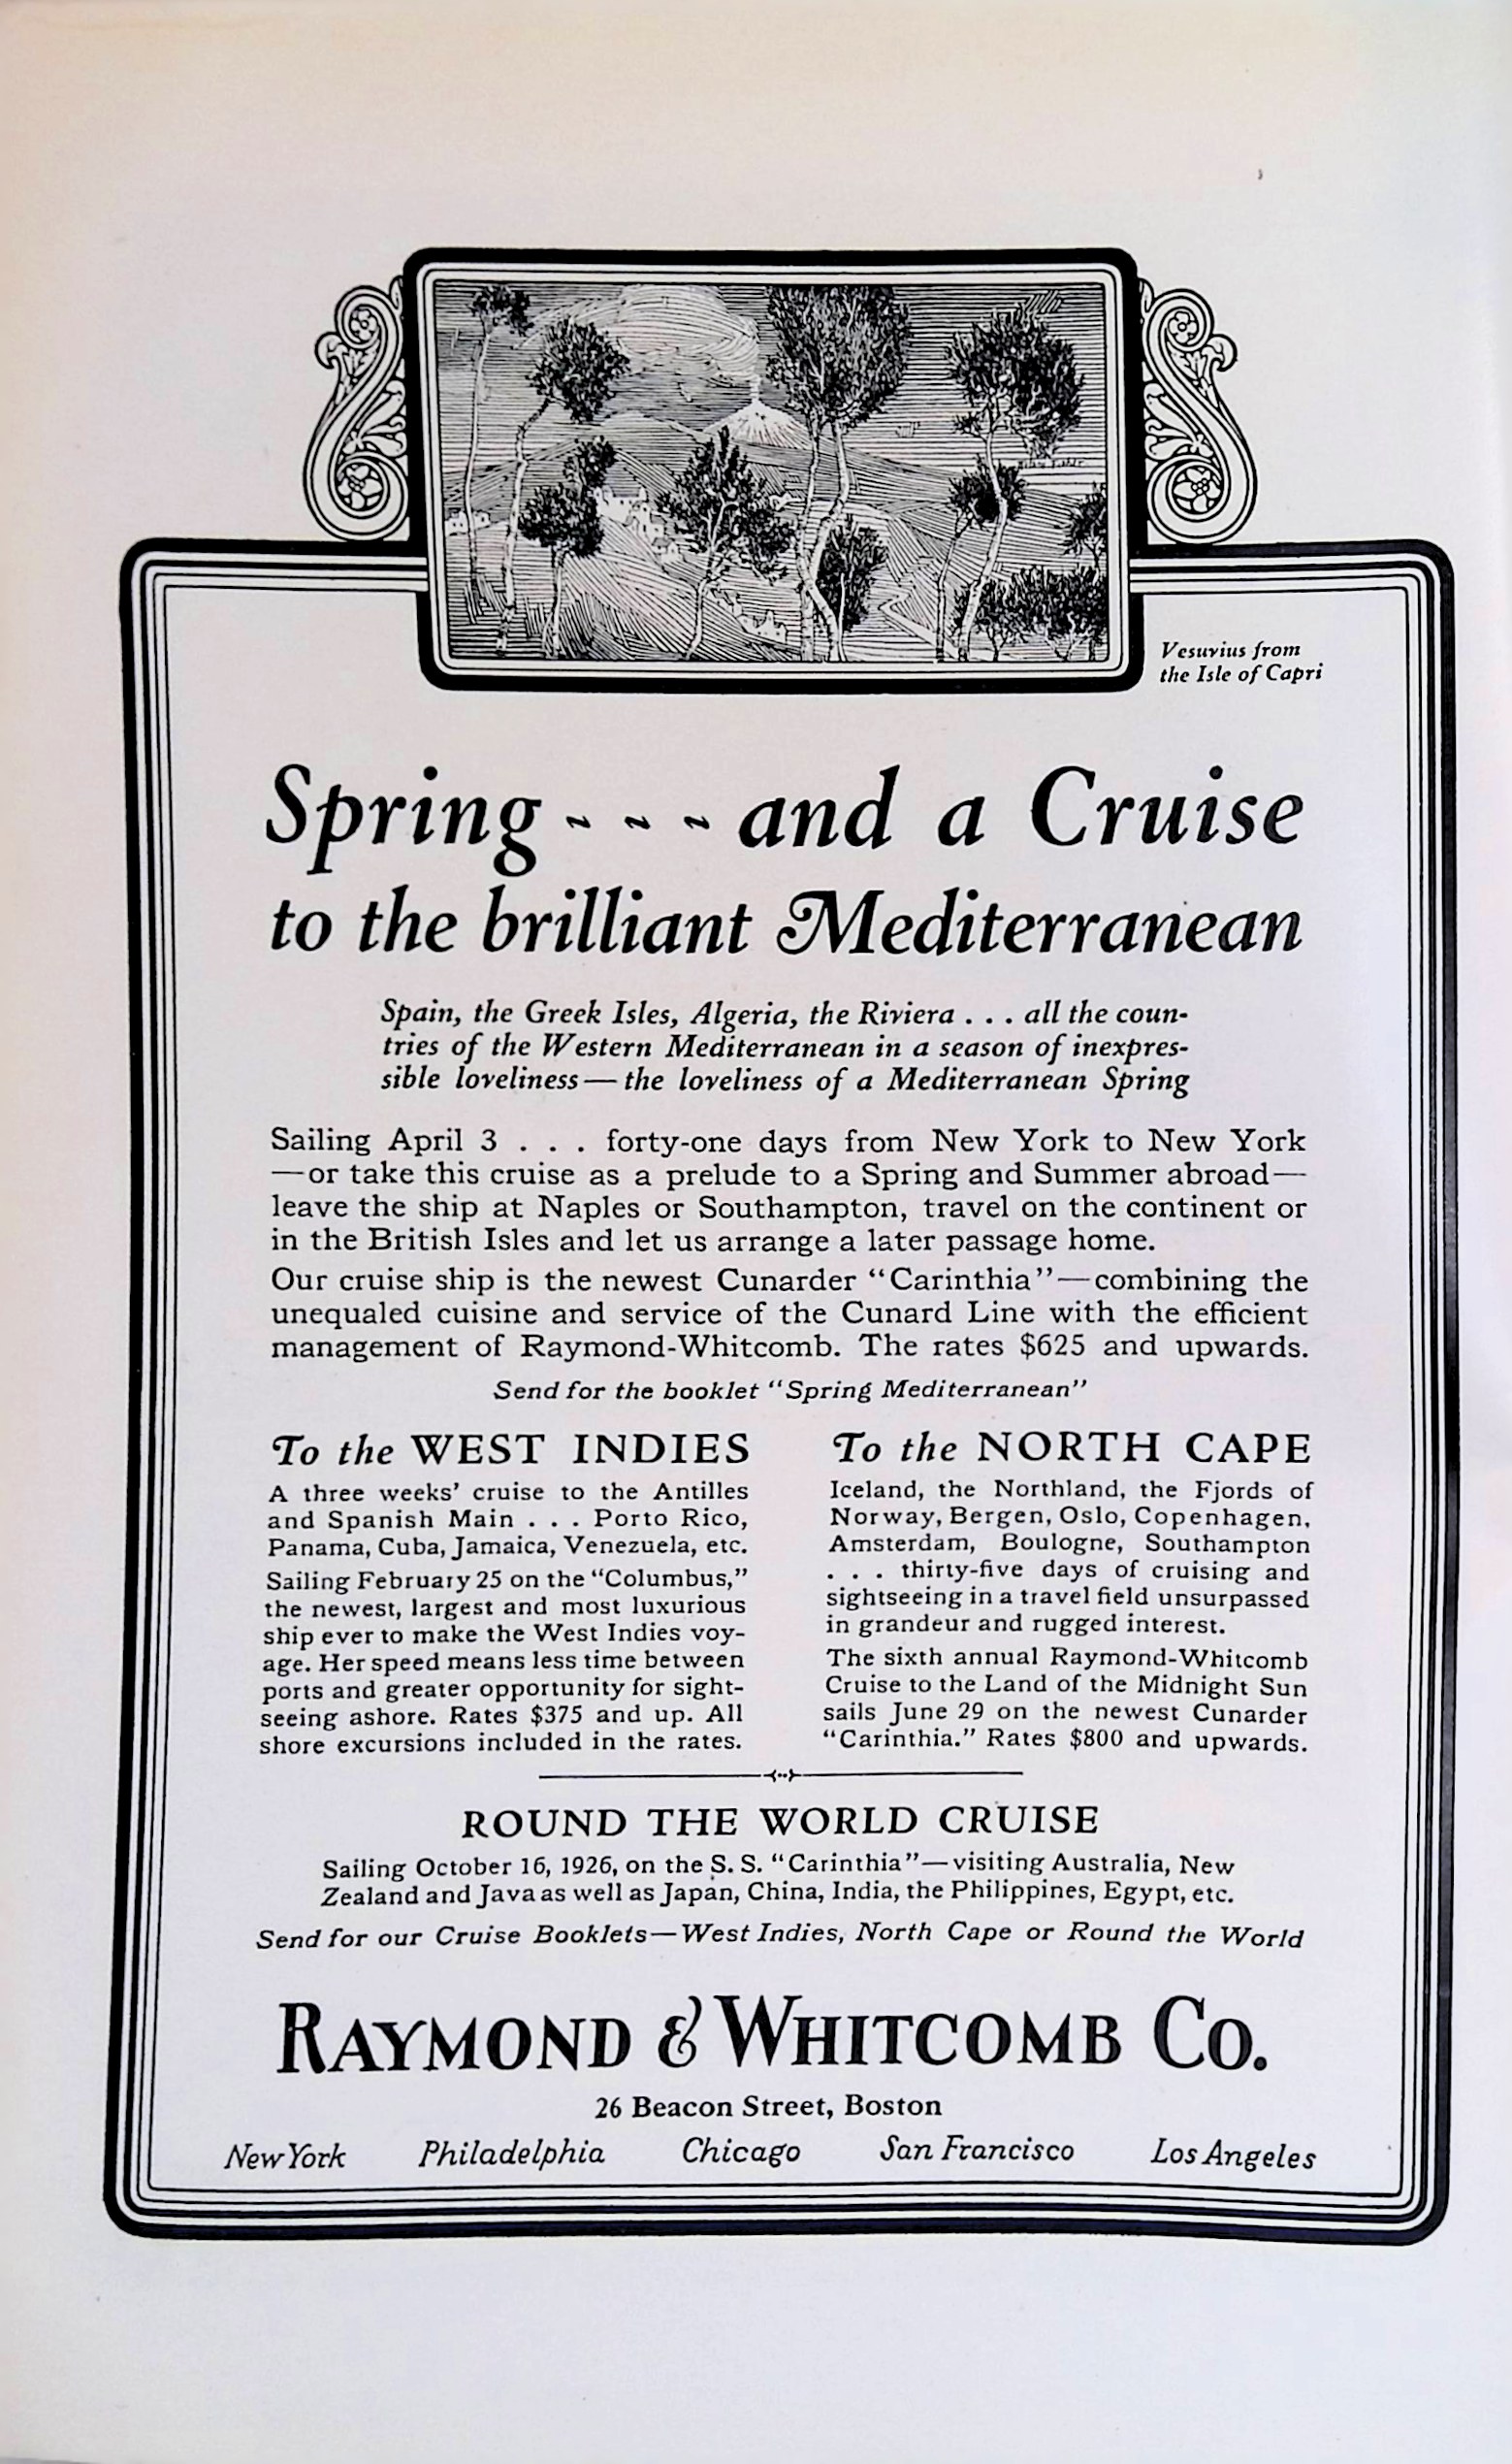 Vesuvius from
the Isle of Capri
Spring - - - and a Cruise
to the brilliant Mediterranean
Spain, the Greek Isles, Algeria, the Riviera . . . all the coun-
tries of the Western Mediterranean in a season of inexpres-
sible loveliness—the loveliness of a Mediterranean Spring
Sailing April 3 . . . forty-one days from New York to New York
—or take this cruise as a prelude to a Spring and Summer abroad—
leave the ship at Naples or Southampton, travel on the continent or
in the British Isles and let us arrange a later passage home.
Our cruise ship is the newest Cunarder “Carinthia”—combining the
unequaled cuisine and service of the Cunard Line with the efficient
management of Raymond-Whitcomb. The rates $625 and upwards.
Send for the booklet “Spring Mediterranean”
To the WEST INDIES
A three weeks’ cruise to the Antilles
and Spanish Main . . . Porto Rico,
Panama, Cuba, Jamaica, Venezuela, etc.
Sailing February 25 on the “Columbus,”
the newest, largest and most luxurious
ship ever to make the West Indies voy-
age. Her speed means less time between
ports and greater opportunity for sight-
seeing ashore. Rates $375 and up. All
shore excursions included in the rates.
To the NORTH CAPE
Iceland, the Northland, the Fjords of
Norway, Bergen, Oslo, Copenhagen,
Amsterdam, Boulogne, Southampton
. . . thirty-five days of cruising and
sightseeing in a travel field unsurpassed
in grandeur and rugged interest.
The sixth annual Raymond-Whitcomb
Cruise to the Land of the Midnight Sun
sails June 29 on the newest Cunarder
“Carinthia.” Rates $800 and upwards.
ROUND THE WORLD CRUISE
Sailing October 16, 1926, on the S. S. “Carinthia”—visiting Australia, New
Zealand and Java as well as Japan, China, India, the Philippines, Egypt, etc.
Send for our Cruise Booklets—West Indies, North Cape or Round the World
RAYMOND & WHITCOMB CO.
26 Beacon Street, Boston
New York Philadelphia Chicago San Francisco Los Angeles